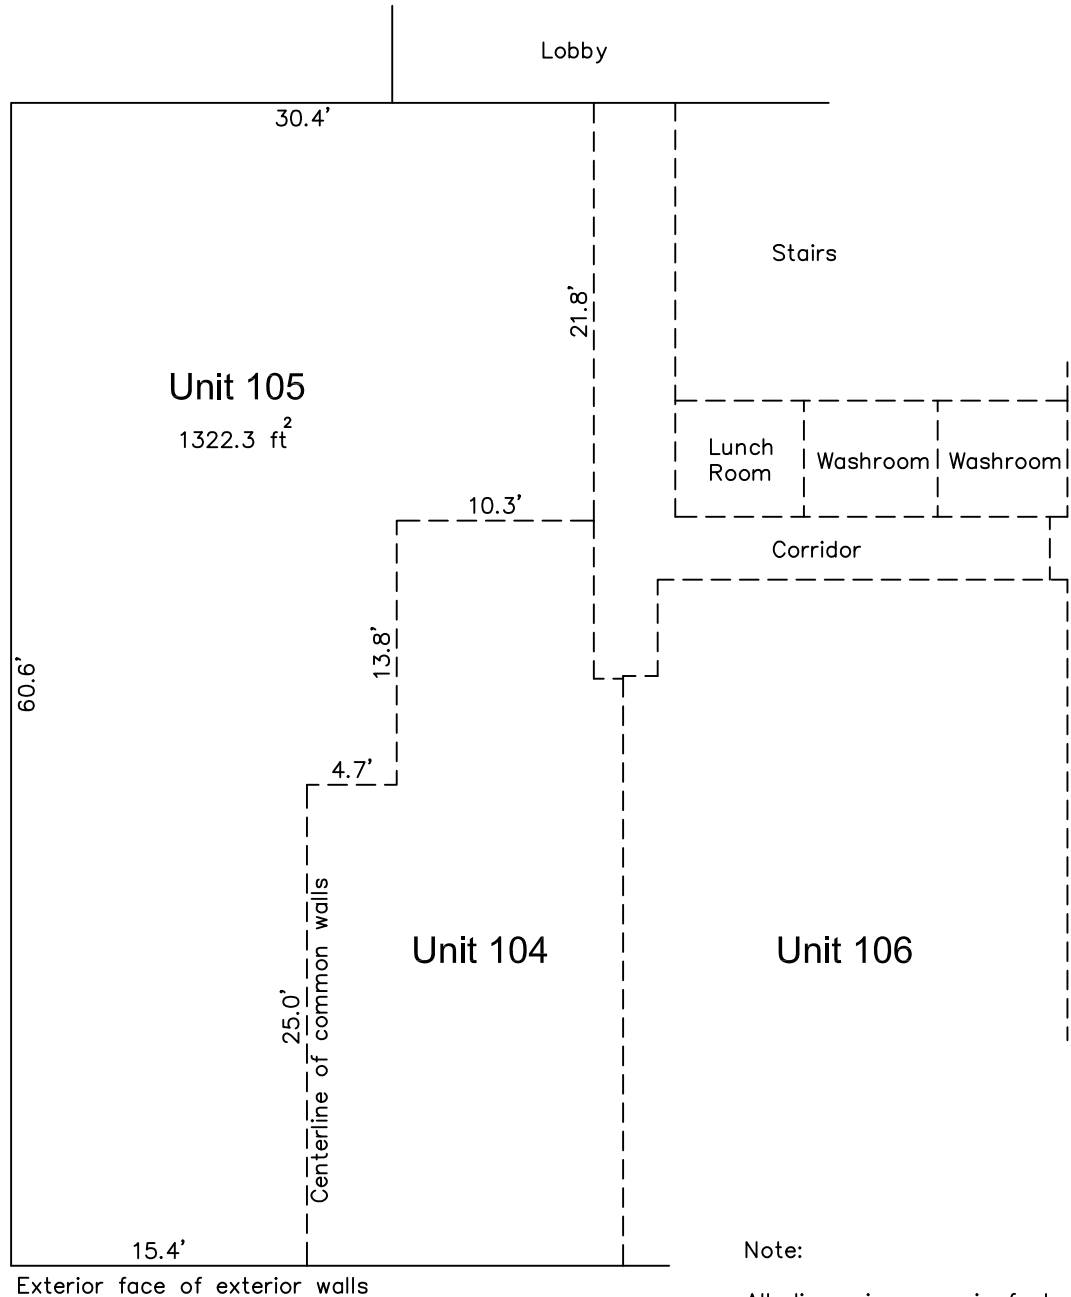 Lobby
30.4'
Stairs
21.8'
Unit 105
1322.3 ft²
Lunch
Room
Washroom
Washroom
10.3'
Corridor
13.8'
60.6'
4.7'
Centerline of common walls
25.0'
Unit 104
Unit 106
15.4'
Note:
Exterior face of exterior walls